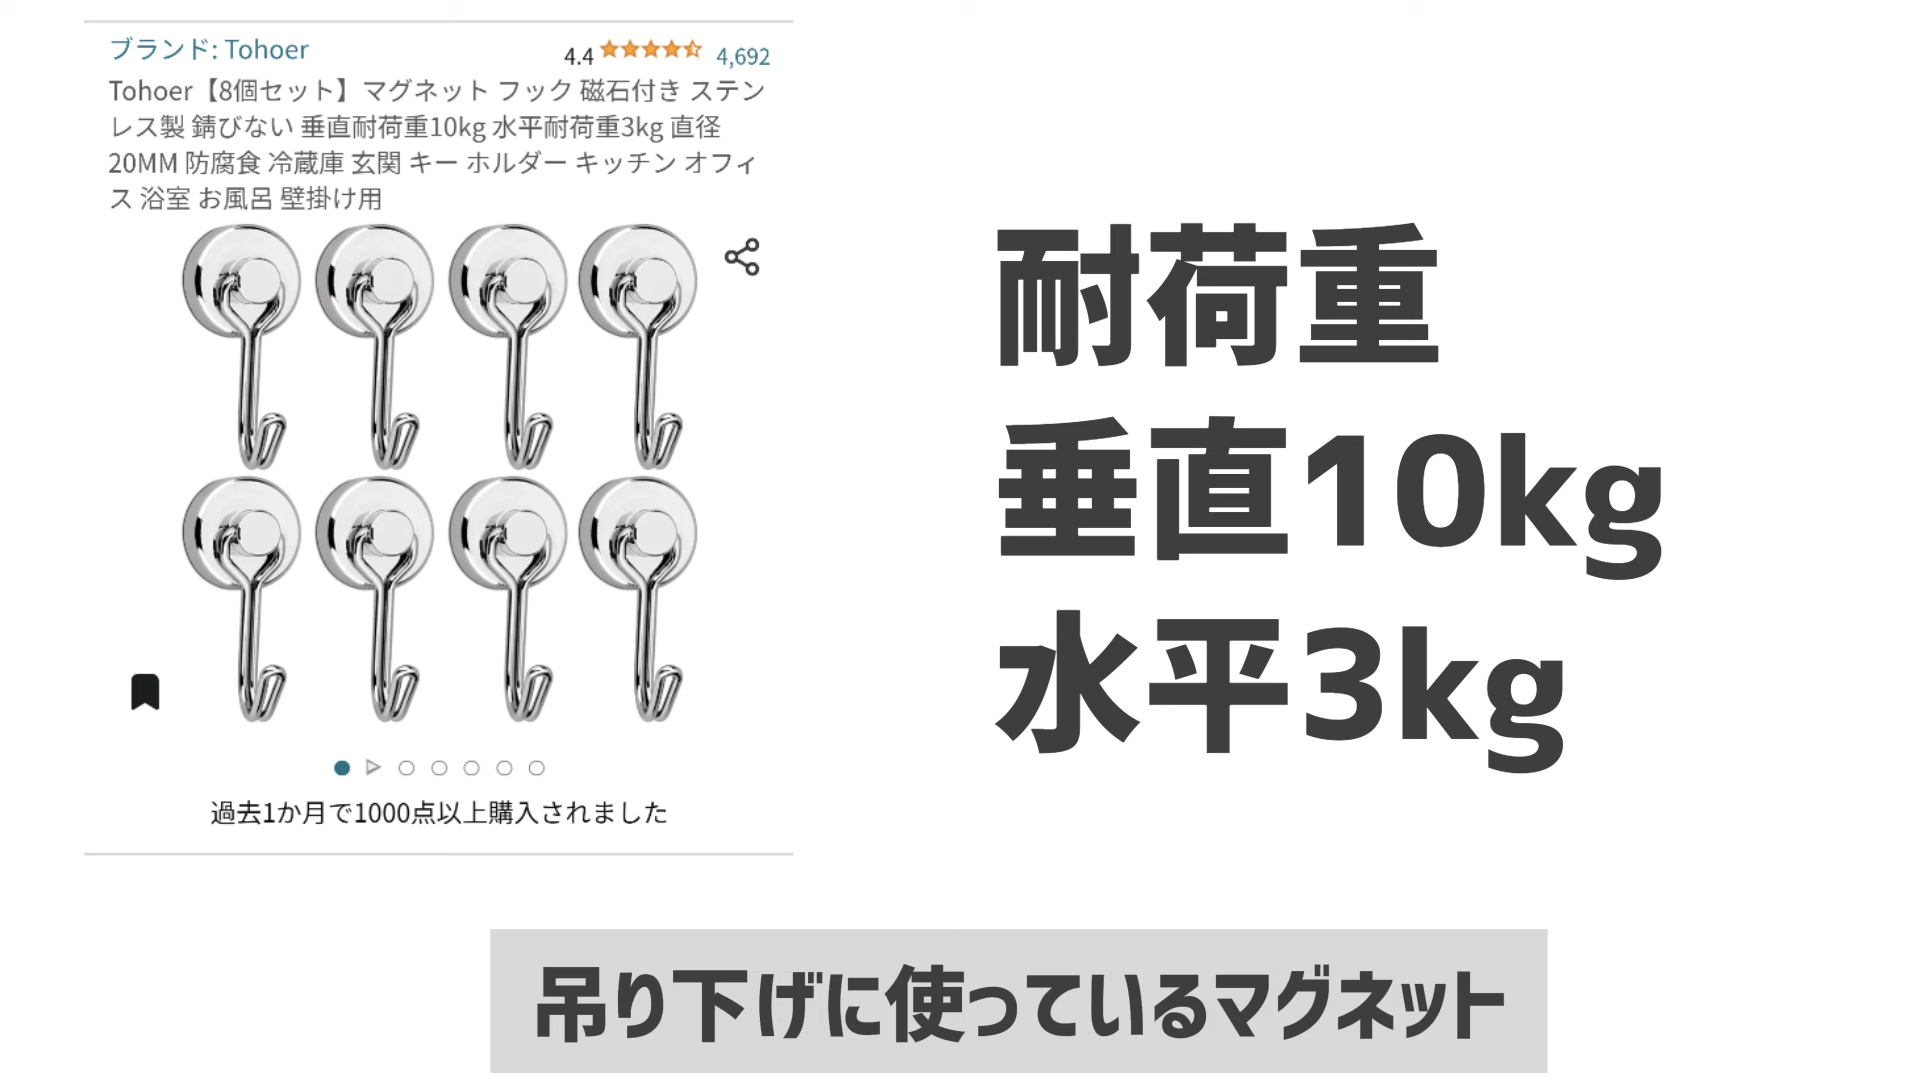 ブランド: Tohoer
4.4
4,692
Tohoer【8個セット】マグネット フック 磁石付き ステン
レス製 錆びない 垂直耐荷重10kg 水平耐荷重3kg 直径
20MM 防腐食 冷蔵庫 玄関 キー ホルダー キッチン オフィ
ス 浴室 お風呂 壁掛け用
過去1か月で1000点以上購入されました
耐荷重
垂直10kg
水平3kg
吊り下げに使っているマグネット